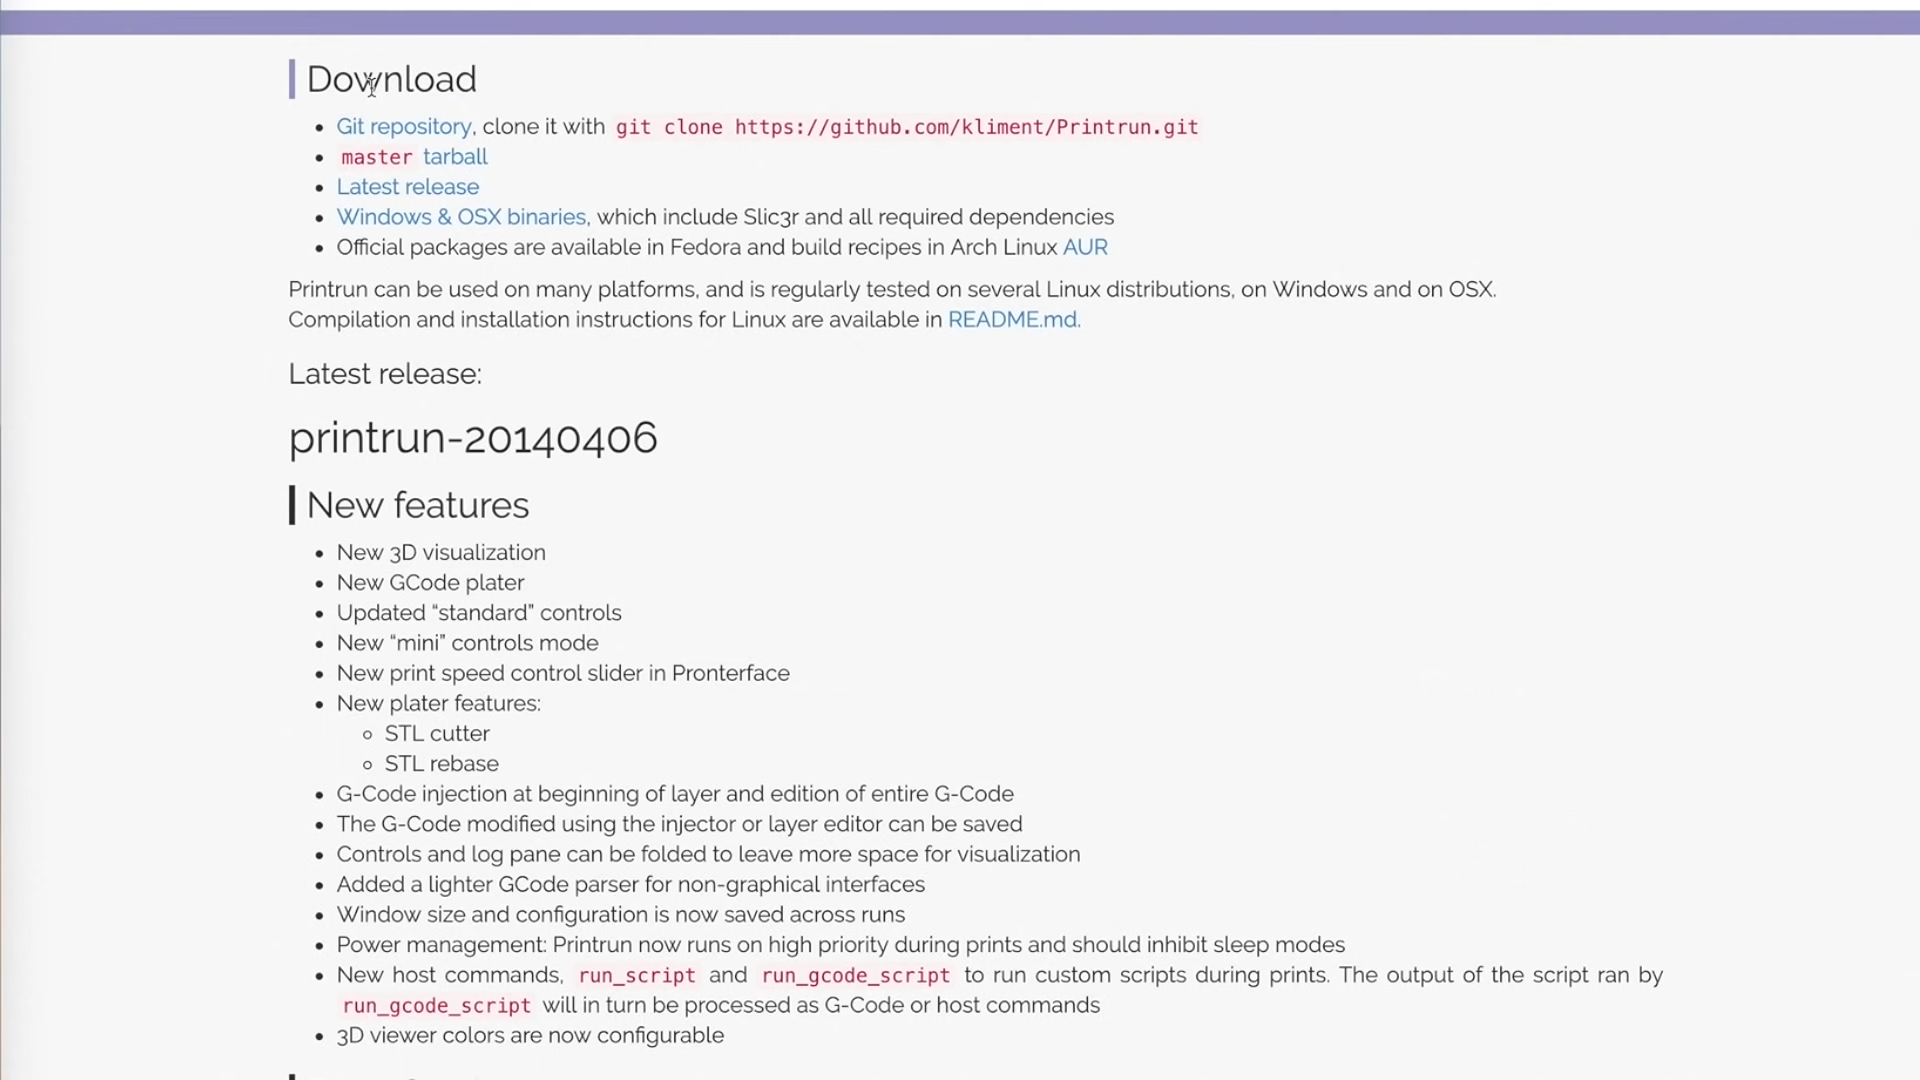 Download
Git repository, clone it with git clone https://github.com/kliment/Printrun.git
master tarball
Latest release
Windows & OSX binaries, which include Slic3r and all required dependencies
Official packages are available in Fedora and build recipes in Arch Linux AUR
Printrun can be used on many platforms, and is regularly tested on several Linux distributions, on Windows and on OSX.
Compilation and installation instructions for Linux are available in README.md.
Latest release:
printrun-20140406
New features
New 3D visualization
New GCode plater
Updated “standard” controls
New “mini” controls mode
New print speed control slider in Pronterface
New plater features:
STL cutter
STL rebase
G-Code injection at beginning of layer and edition of entire G-Code
The G-Code modified using the injector or layer editor can be saved
Controls and log pane can be folded to leave more space for visualization
Added a lighter GCode parser for non-graphical interfaces
Window size and configuration is now saved across runs
Power management: Printrun now runs on high priority during prints and should inhibit sleep modes
New host commands, run_script and run_gcode_script to run custom scripts during prints. The output of the script ran by
run_gcode_script will in turn be processed as G-Code or host commands
3D viewer colors are now configurable